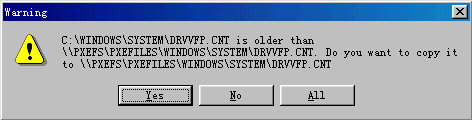 Warning
C:\WINDOWS\SYSTEM\DRVVFP.CNT is older than
\\PXEFS\PXEFILES\WINDOWS\SYSTEM\DRVVFP.CNT. Do you want to copy it
to \\PXEFS\PXEFILES\WINDOWS\SYSTEM\DRVVFP.CNT
Yes
No
All